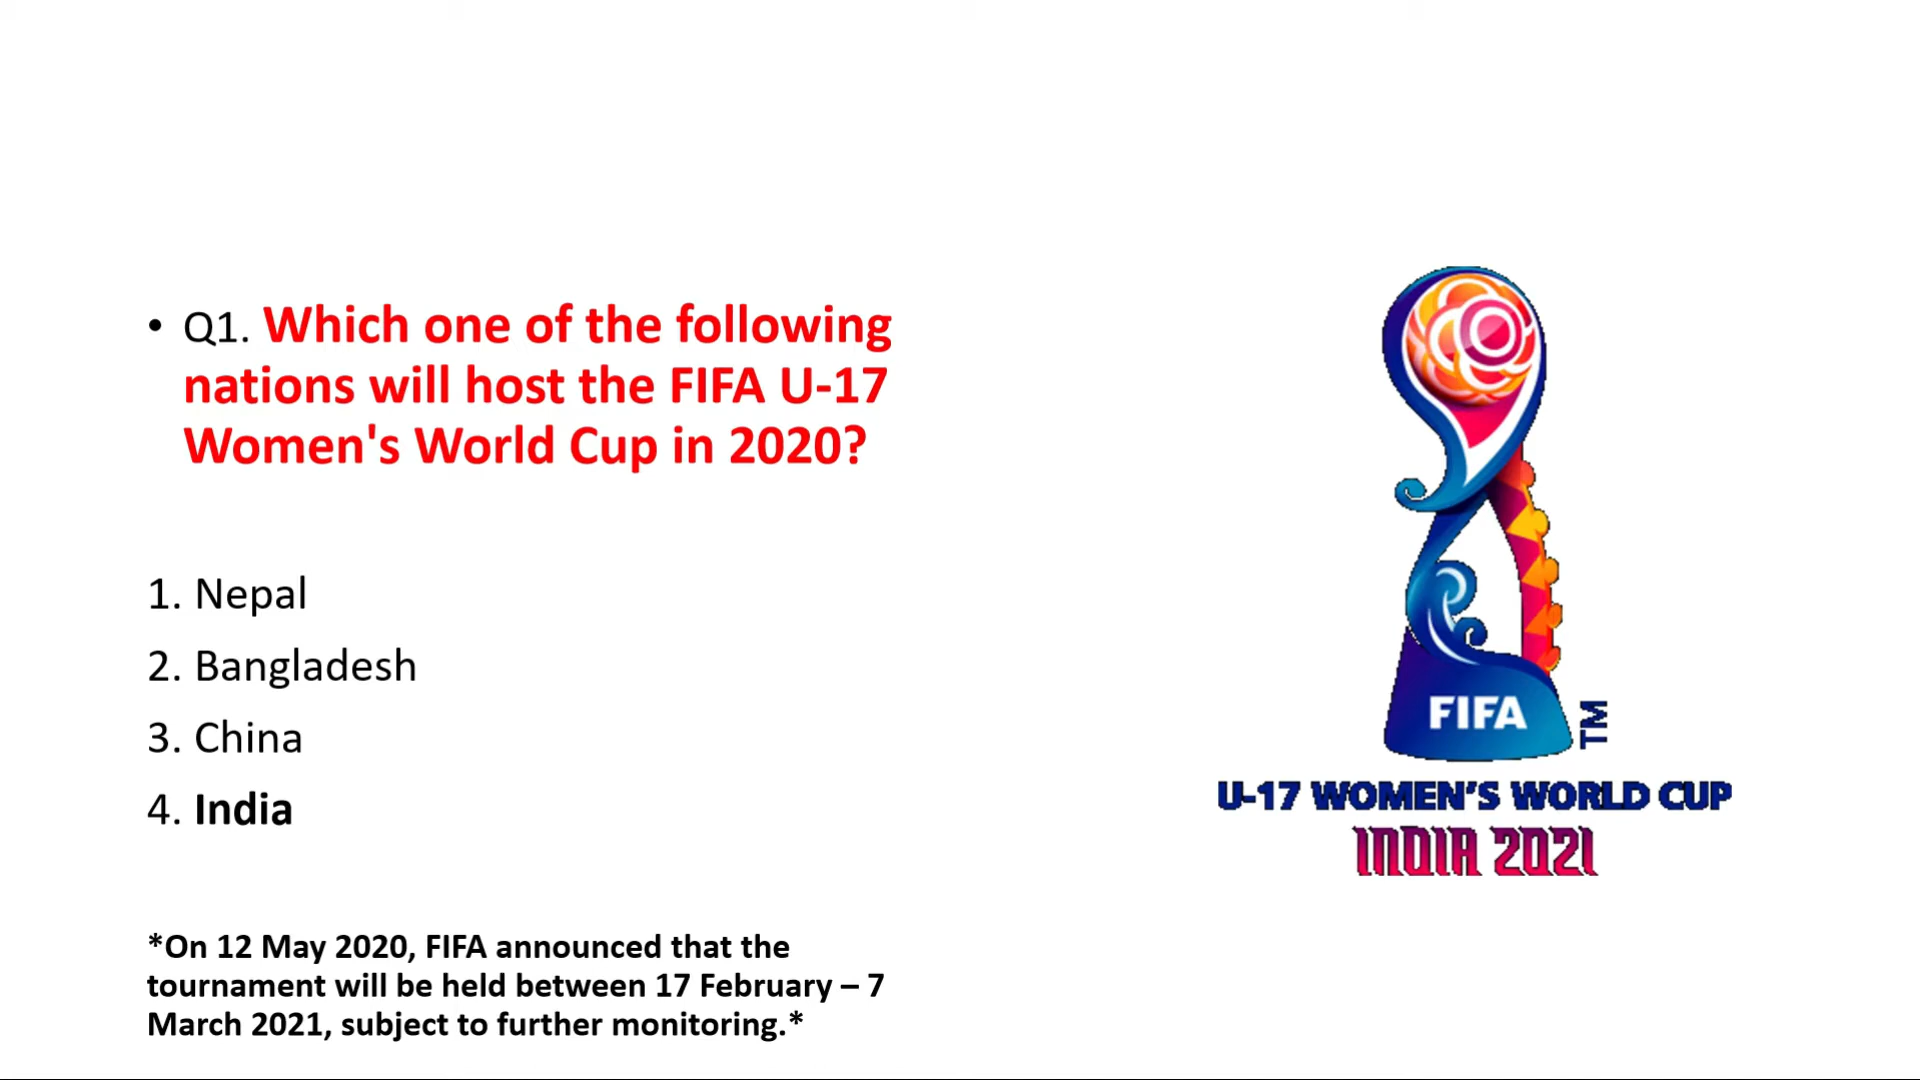 • Q1. Which one of the following
nations will host the FIFA U-17
Women's World Cup in 2020?
1. Nepal
2. Bangladesh
3. China
4. India
*On 12 May 2020, FIFA announced that the
tournament will be held between 17 February – 7
March 2021, subject to further monitoring.*
FIFA
TM
U-17 WOMEN'S WORLD CUP
INDIA 2021